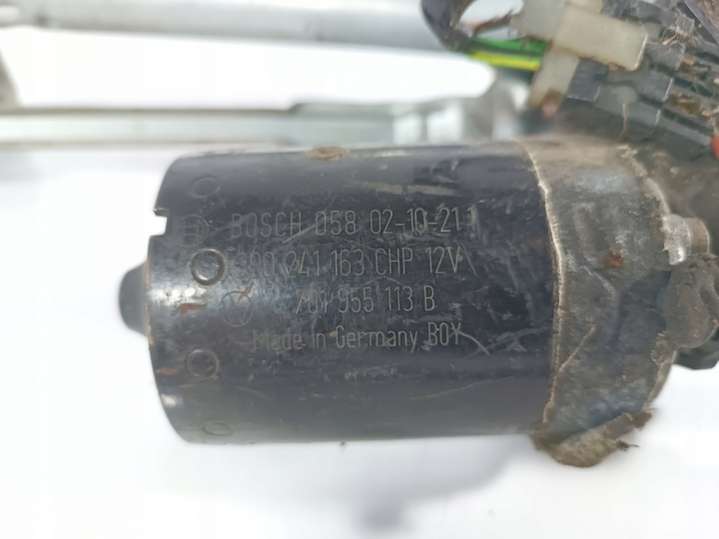 BOSCH 058 02-10-21
390 241 163 CHP 12V
701 955 113 B
Made in Germany BOY